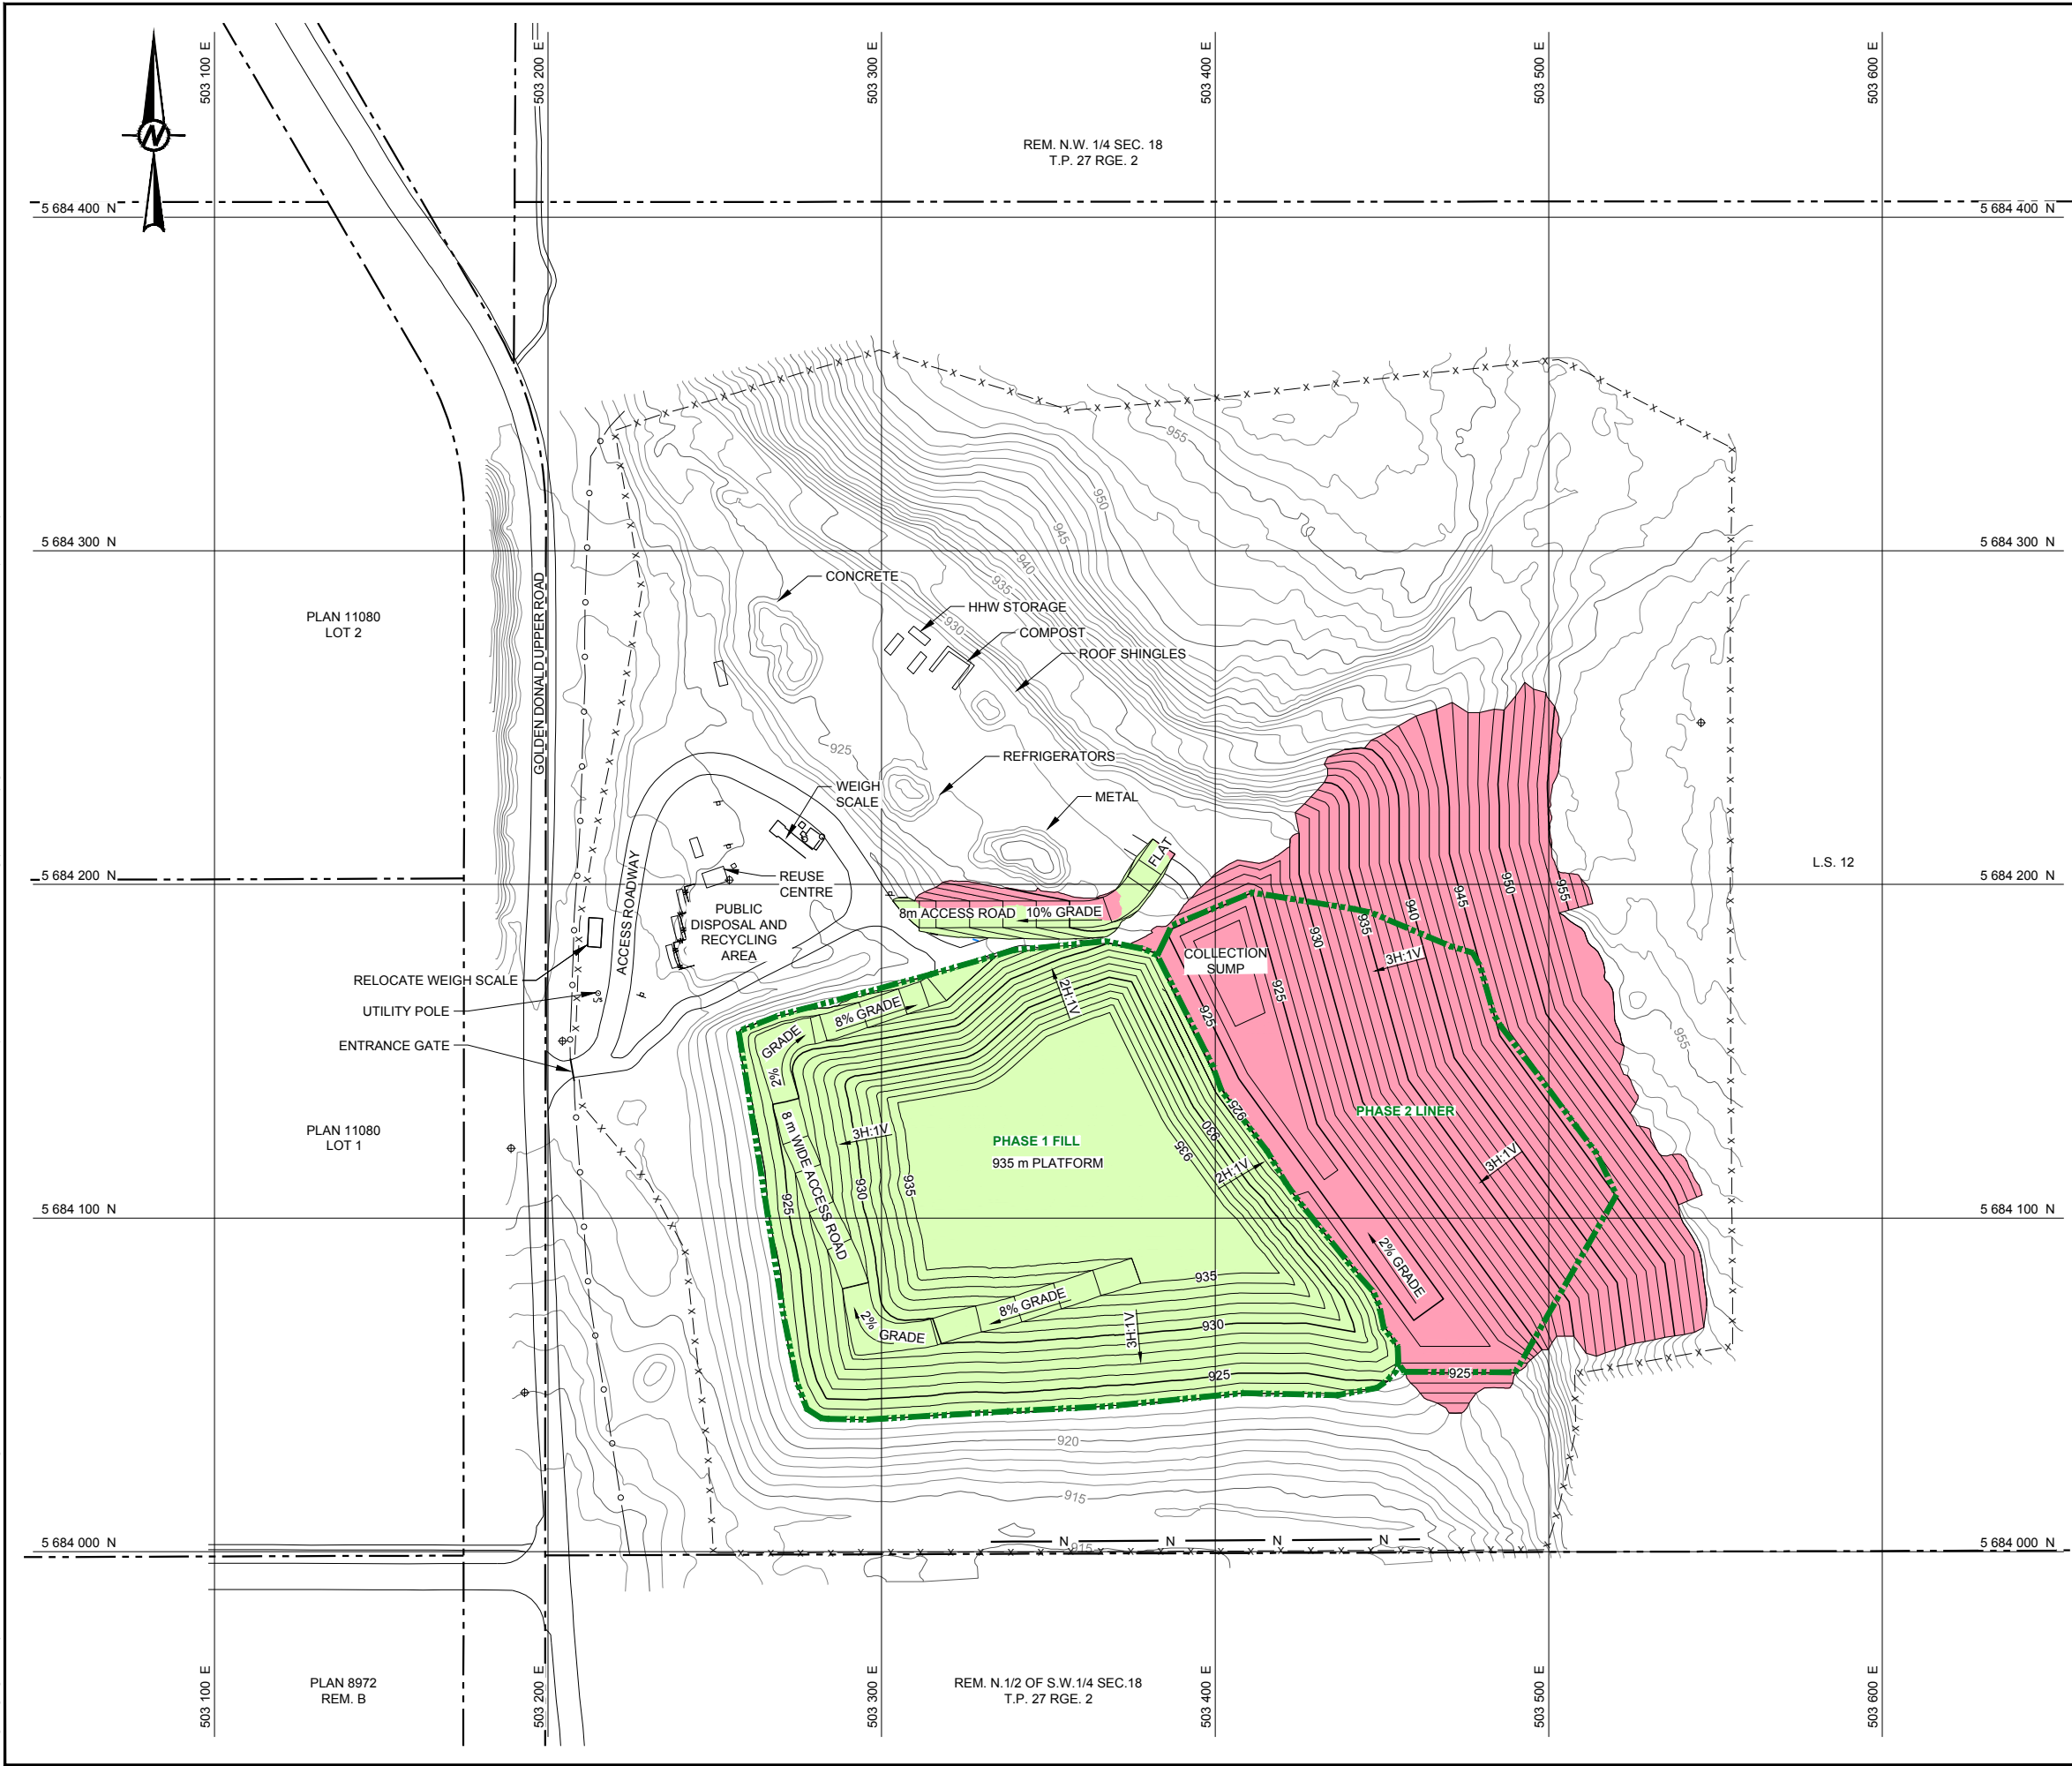 503 100 E
503 200 E
503 300 E
503 400 E
503 500 E
503 600 E
N
REM. N.W. 1/4 SEC. 18
T.P. 27 RGE. 2
5 684 400 N
5 684 400 N
955
950
945
940
935
930
5 684 300 N
5 684 300 N
GOLDEN DONALD UPPER ROAD
PLAN 11080
LOT 2
CONCRETE
HHW STORAGE
COMPOST
ROOF SHINGLES
925
REFRIGERATORS
WEIGH
SCALE
METAL
FLAT
L.S. 12
5 684 200 N
5 684 200 N
ACCESS ROADWAY
REUSE
CENTRE
PUBLIC
DISPOSAL AND
RECYCLING
AREA
8m ACCESS ROAD
10% GRADE
930
935
940
945
950
955
3H:1V
COLLECTION
SUMP
925
925
RELOCATE WEIGH SCALE
UTILITY POLE
ENTRANCE GATE
8% GRADE
2%
GRADE
2H:1V
955
PLAN 11080
LOT 1
8 m WIDE ACCESS ROAD
3H:1V
925
930
935
PHASE 1 FILL
935 m PLATFORM
925
930
935
2H:1V
PHASE 2 LINER
3H:1V
5 684 100 N
5 684 100 N
2% GRADE
935
8% GRADE
2%
GRADE
930
3H:1V
925
925
920
915
5 684 000 N
5 684 000 N
N
N
N
N
915
PLAN 8972
REM. B
REM. N.1/2 OF S.W.1/4 SEC.18
T.P. 27 RGE. 2
503 100 E
503 200 E
503 300 E
503 400 E
503 500 E
503 600 E